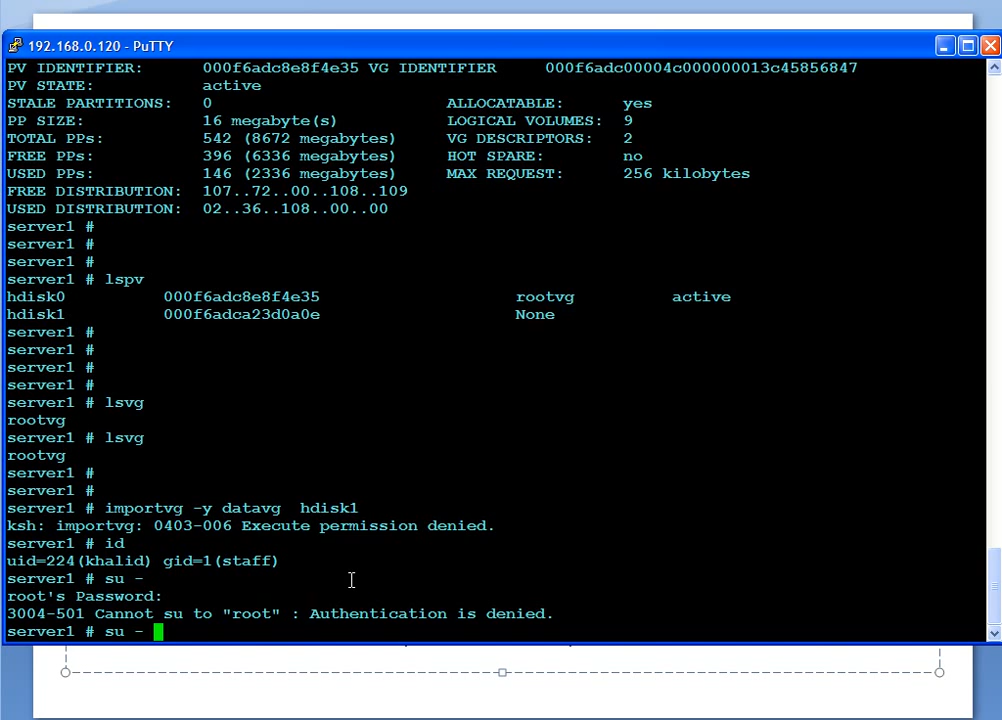 192.168.0.120 - PuTTY
PV IDENTIFIER: 000f6adc8e8f4e35 VG IDENTIFIER 000f6adc00004c000000013c45856847
PV STATE: active
STALE PARTITIONS: 0 ALLOCATABLE: yes
PP SIZE: 16 megabyte(s) LOGICAL VOLUMES: 9
TOTAL PPs: 542 (8672 megabytes) VG DESCRIPTORS: 2
FREE PPs: 396 (6336 megabytes) HOT SPARE: no
USED PPs: 146 (2336 megabytes) MAX REQUEST: 256 kilobytes
FREE DISTRIBUTION: 107..72..00..108..109
USED DISTRIBUTION: 02..36..108..00..00
server1 #
server1 #
server1 #
server1 # lspv
hdisk0 000f6adc8e8f4e35 rootvg active
hdisk1 000f6adca23d0a0e None
server1 #
server1 #
server1 #
server1 #
server1 # lsvg
rootvg
server1 # lsvg
rootvg
server1 #
server1 #
server1 # importvg -y datavg  hdisk1
ksh: importvg: 0403-006 Execute permission denied.
server1 # id
uid=224(khalid) gid=1(staff)
server1 # su -
root's Password:
3004-501 Cannot su to "root" : Authentication is denied.
server1 # su -